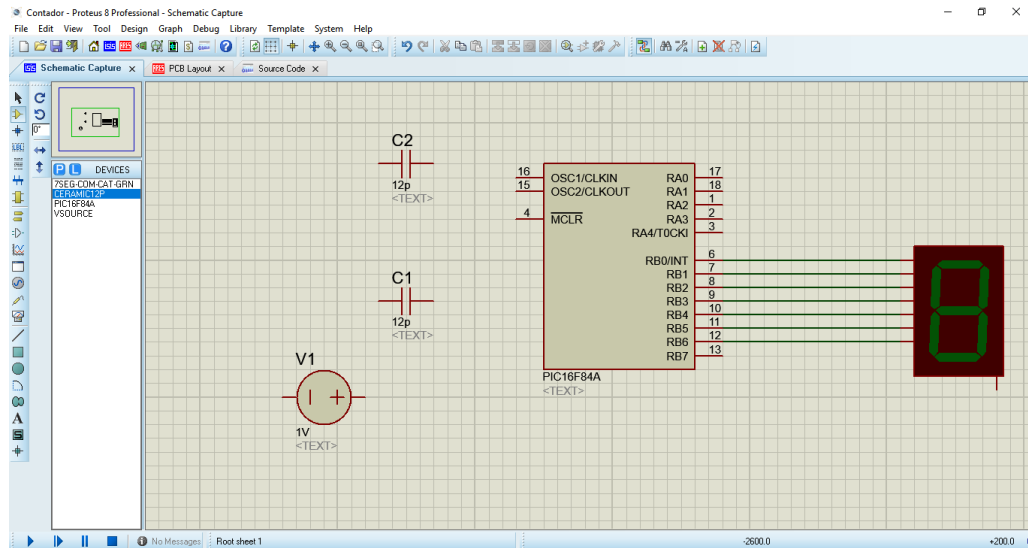 Contador - Proteus 8 Professional - Schematic Capture
File Edit View Tool Design Graph Debug Library Template System Help
Schematic Capture
PCB Layout
Source Code
0°
P L DEVICES
7SEG-COM-CAT-GRN
CERAMIC12P
PIC16F84A
VSOURCE
C2
12p
<TEXT>
C1
12p
<TEXT>
V1
1V
<TEXT>
16 OSC1/CLKIN RA0 17
15 OSC2/CLKOUT RA1 18
RA2 1
4 MCLR RA3 2
RA4/T0CKI 3
RB0/INT 6
RB1 7
RB2 8
RB3 9
RB4 10
RB5 11
RB6 12
RB7 13
PIC16F84A
<TEXT>
A
S
No Messages Root sheet 1 -2600.0 +200.0